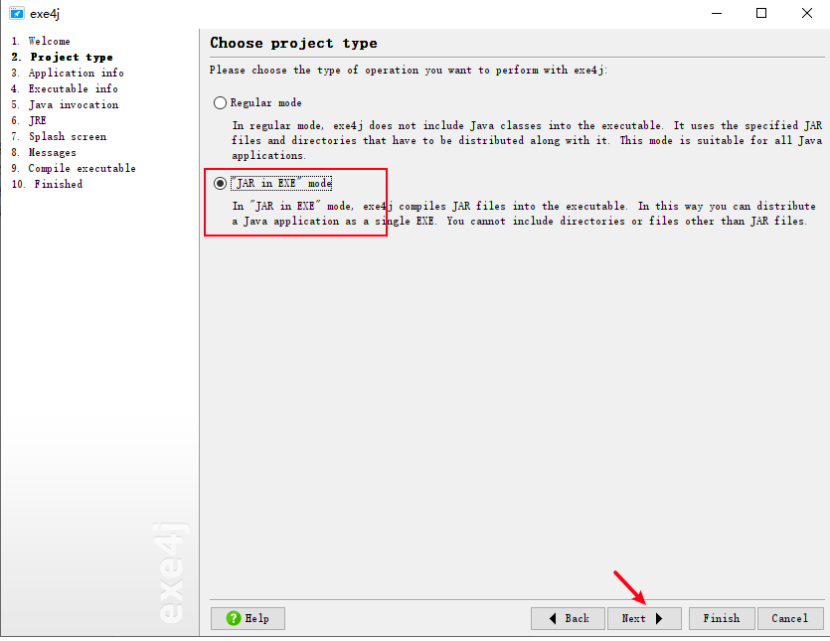 exe4j
1. Welcome
2. Project type
3. Application info
4. Executable info
5. Java invocation
6. JRE
7. Splash screen
8. Messages
9. Compile executable
10. Finished
exe4j
Choose project type
Please choose the type of operation you want to perform with exe4j:
Regular mode
In regular mode, exe4j does not include Java classes into the executable. It uses the specified JAR
files and directories that have to be distributed along with it. This mode is suitable for all Java
applications.
"JAR in EXE" mode
In "JAR in EXE" mode, exe4j compiles JAR files into the executable. In this way you can distribute
a Java application as a single EXE. You cannot include directories or files other than JAR files.
Help
Back
Next
Finish
Cancel